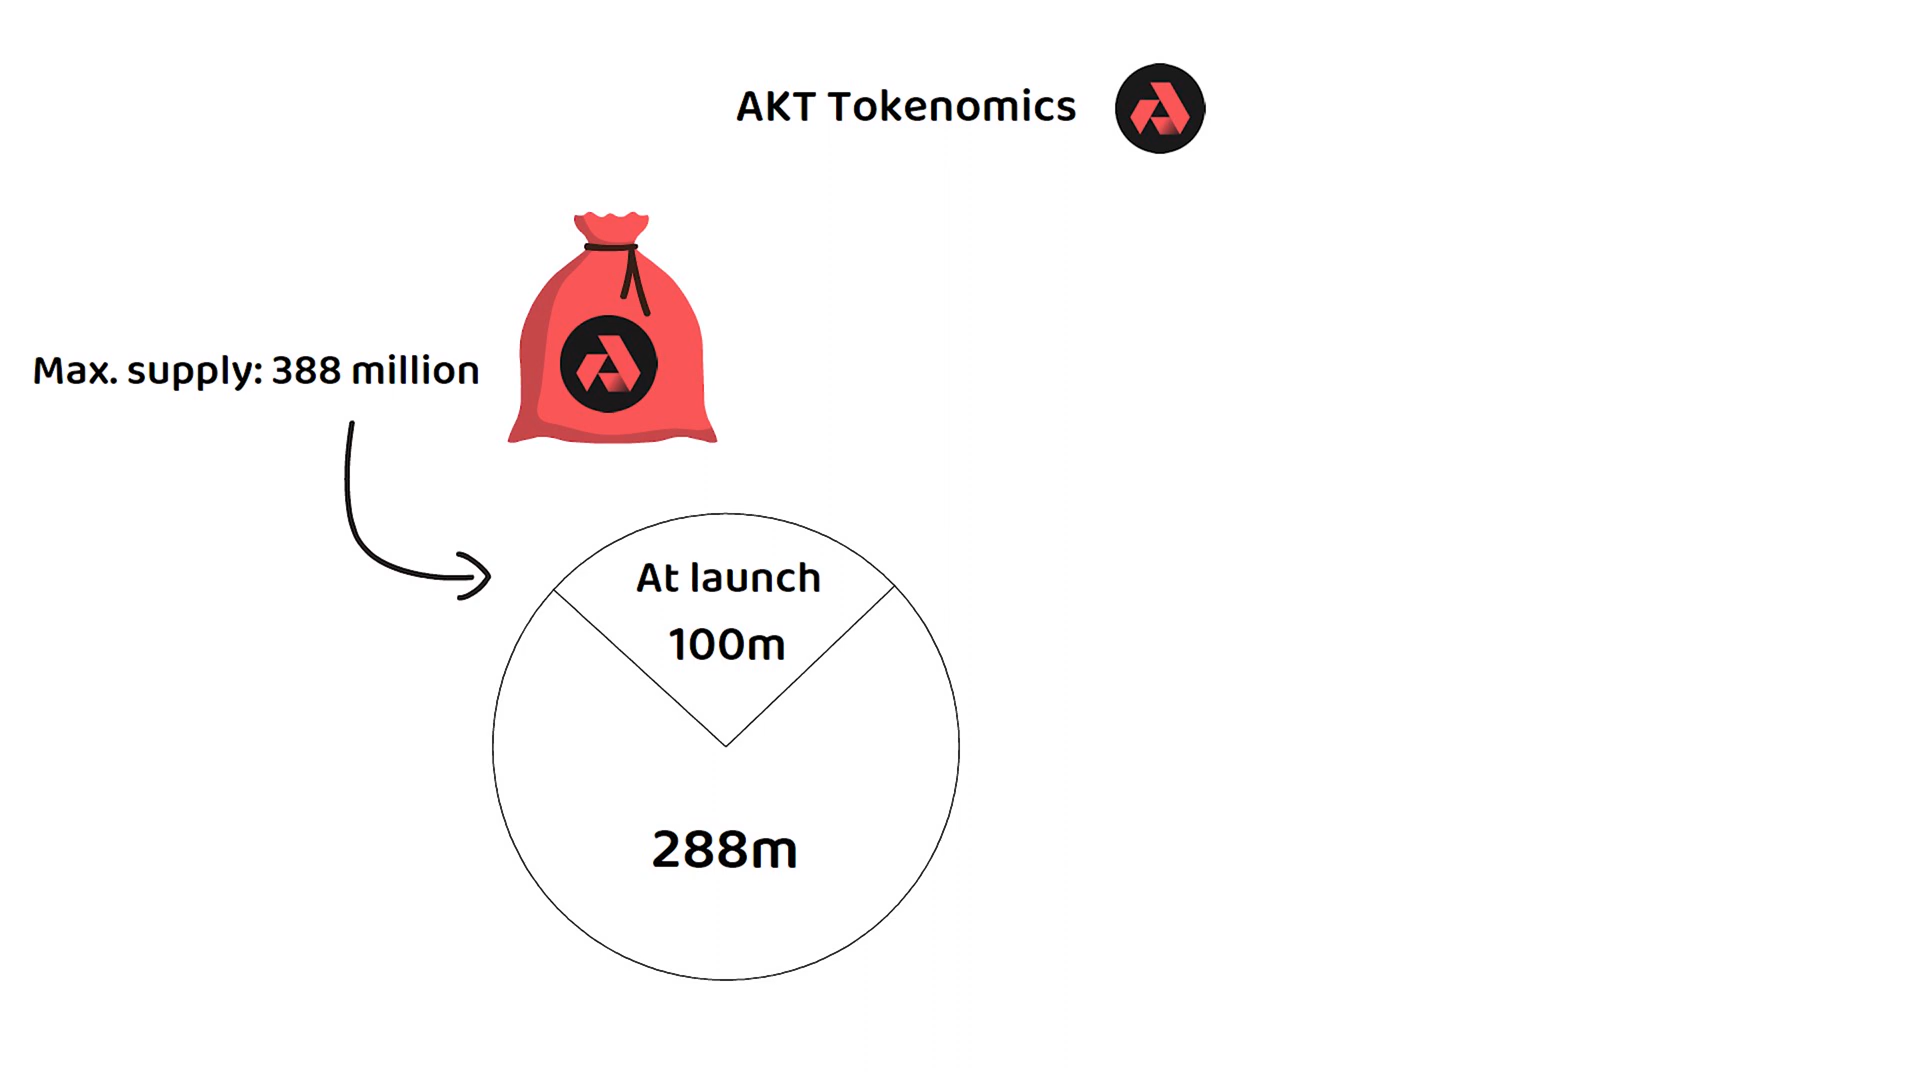 AKT Tokenomics
Max. supply: 388 million
At launch
100m
288m